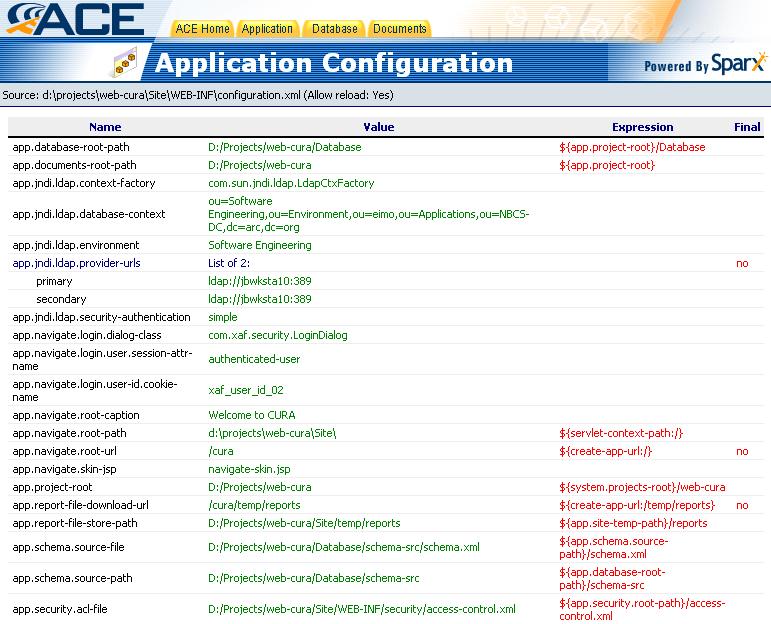 ACE
ACE Home Application Database Documents
Application Configuration
Powered By Sparx
Source: d:\projects\web-cura\Site\WEB-INF\configuration.xml (Allow reload: Yes)
Name Value Expression Final
app.database-root-path D:/Projects/web-cura/Database ${app.project-root}/Database
app.documents-root-path D:/Projects/web-cura ${app.project-root}
app.jndi.ldap.context-factory com.sun.jndi.ldap.LdapCtxFactory
app.jndi.ldap.database-context ou=Software
Engineering,ou=Environment,ou=eimo,ou=Applications,ou=NBCS-
DC,dc=arc,dc=org
app.jndi.ldap.environment Software Engineering
app.jndi.ldap.provider-urls List of 2: no
primary ldap://jbwksta10:389
secondary ldap://jbwksta10:389
app.jndi.ldap.security-authentication simple
app.navigate.login.dialog-class com.xaf.security.LoginDialog
app.navigate.login.user.session-attr-
name authenticated-user
app.navigate.login.user-id.cookie-
name xaf_user_id_02
app.navigate.root-caption Welcome to CURA
app.navigate.root-path d:\projects\web-cura\Site\ ${servlet-context-path:/}
app.navigate.root-url /cura ${create-app-url:/} no
app.navigate.skin-jsp navigate-skin.jsp
app.project-root D:/Projects/web-cura ${system.projects-root}/web-cura
app.report-file-download-url /cura/temp/reports ${create-app-url:/temp/reports} no
app.report-file-store-path D:/Projects/web-cura/Site/temp/reports ${app.site-temp-path}/reports
app.schema.source-file D:/Projects/web-cura/Database/schema-src/schema.xml ${app.schema.source-
path}/schema.xml
app.schema.source-path D:/Projects/web-cura/Database/schema-src ${app.database-root-
path}/schema-src
app.security.acl-file D:/Projects/web-cura/Site/WEB-INF/security/access-control.xml ${app.security.root-path}/access-
control.xml